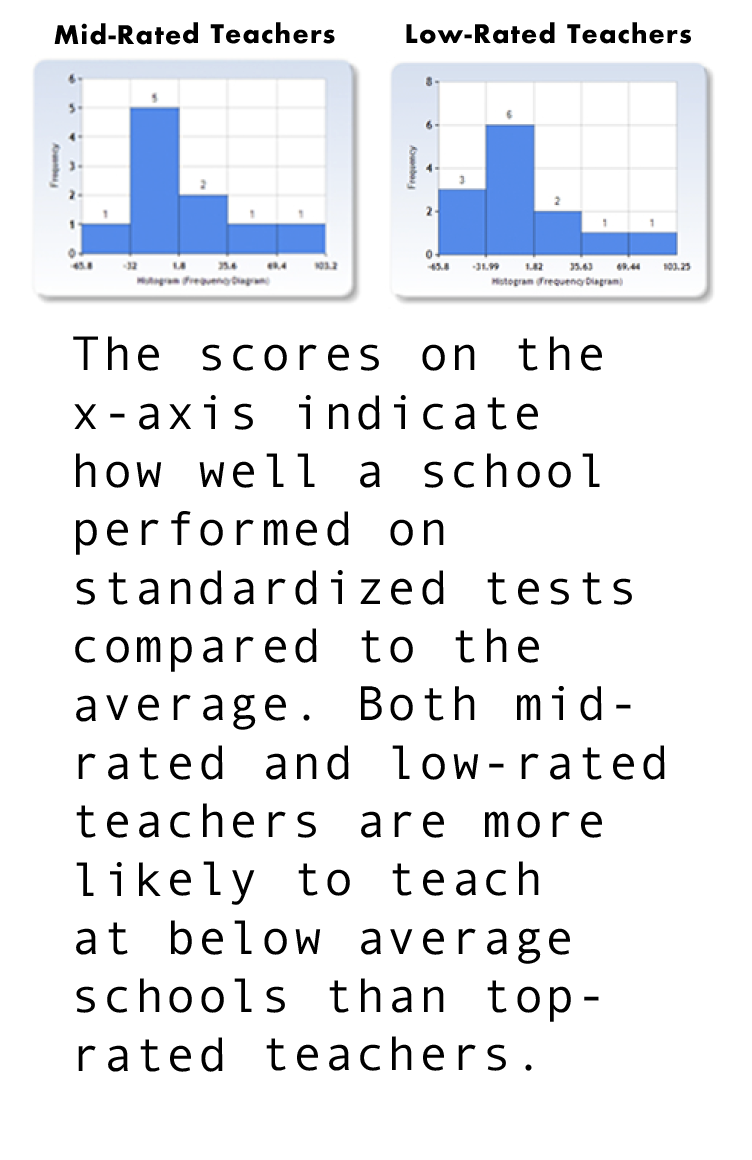 Mid-Rated Teachers
6
5
4
3
2
1
0
Frequency
1
5
2
1
1
-65.8
-32
1.8
35.6
69.4
103.2
Histogram (Frequency Diagram)
Low-Rated Teachers
8
6
4
2
0
Frequency
3
6
2
1
1
-65.8
-31.99
1.82
35.63
69.44
103.25
Histogram (Frequency Diagram)
The scores on the
x-axis indicate
how well a school
performed on
standardized tests
compared to the
average. Both mid-
rated and low-rated
teachers are more
likely to teach
at below average
schools than top-
rated teachers.